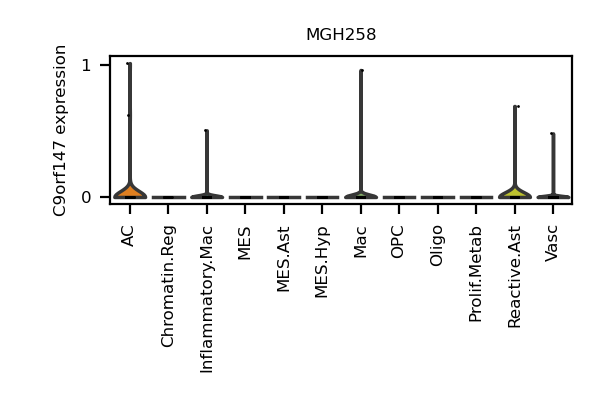 MGH258
C9orf147 expression
1
0
AC
Chromatin.Reg
Inflammatory.Mac
MES
MES.Ast
MES.Hyp
Mac
OPC
Oligo
Prolif.Metab
Reactive.Ast
Vasc